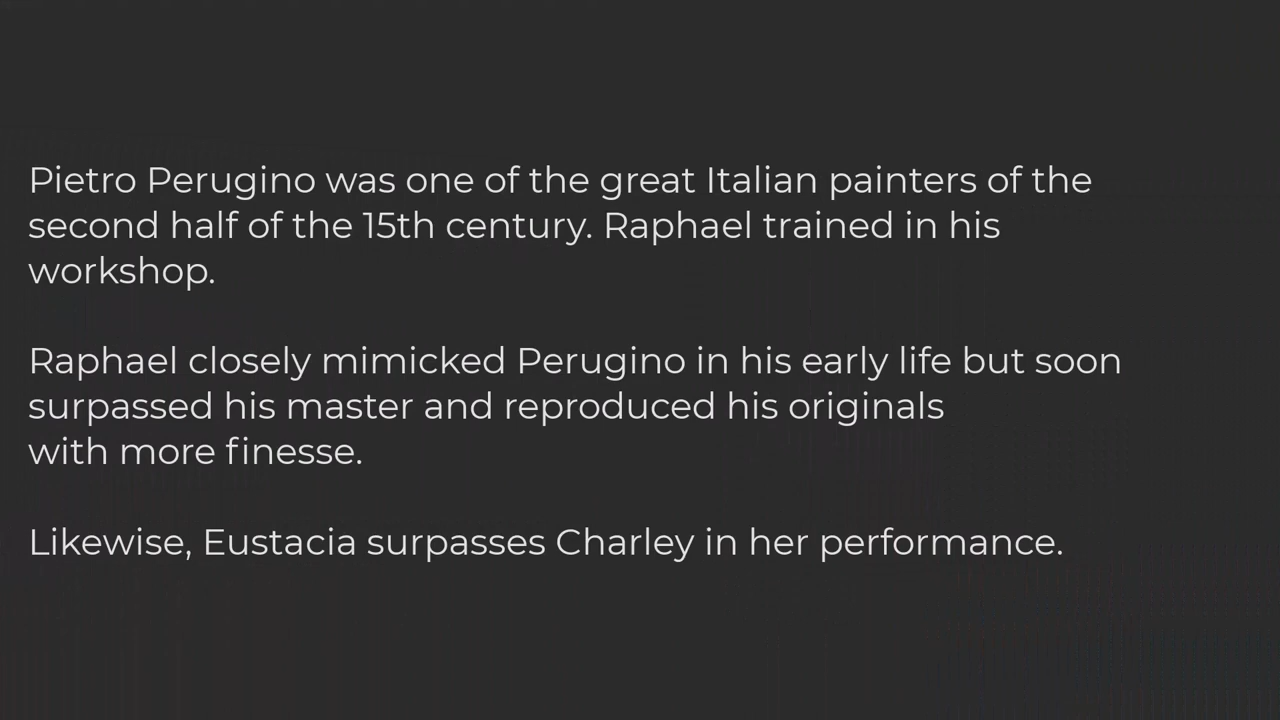 Pietro Perugino was one of the great Italian painters of the
second half of the 15th century. Raphael trained in his
workshop.
Raphael closely mimicked Perugino in his early life but soon
surpassed his master and reproduced his originals
with more finesse.
Likewise, Eustacia surpasses Charley in her performance.